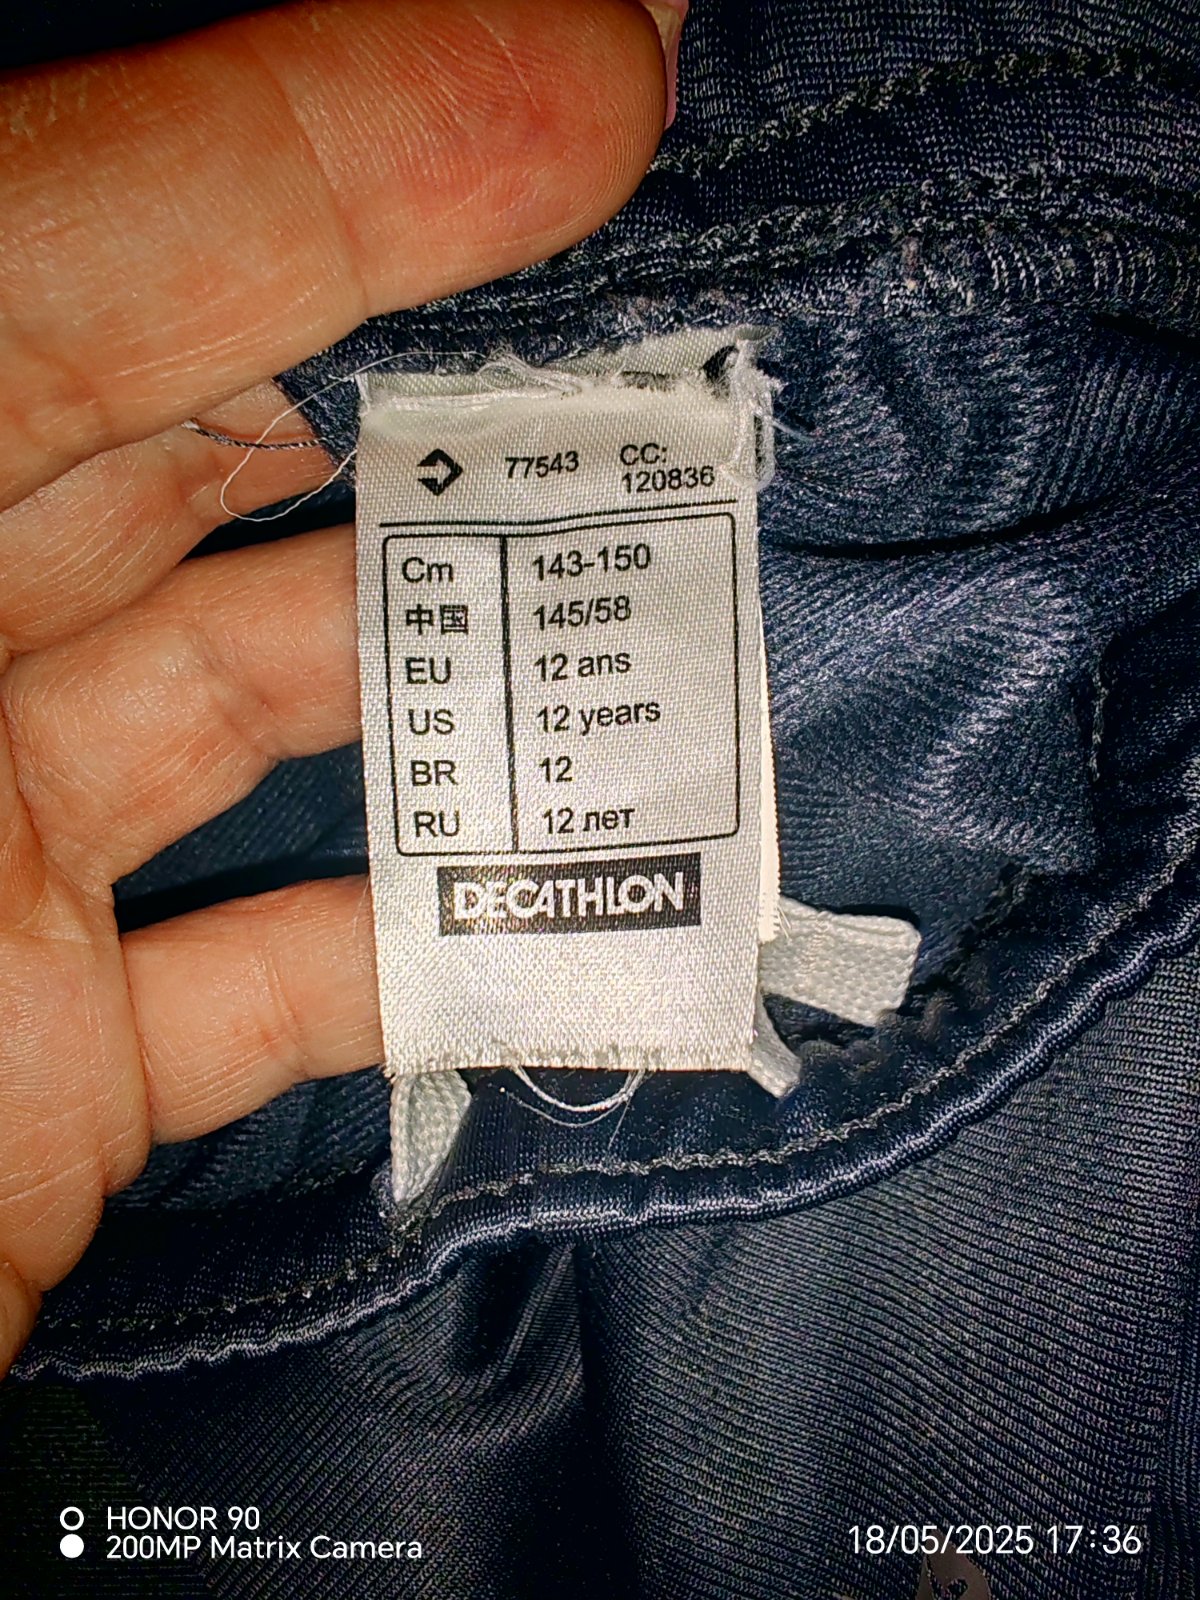 77543 CC:
120836
Cm 143-150
中国 145/58
EU 12 ans
US 12 years
BR 12
RU 12 лет
DECATHLON
HONOR 90
200MP Matrix Camera
18/05/2025 17:36